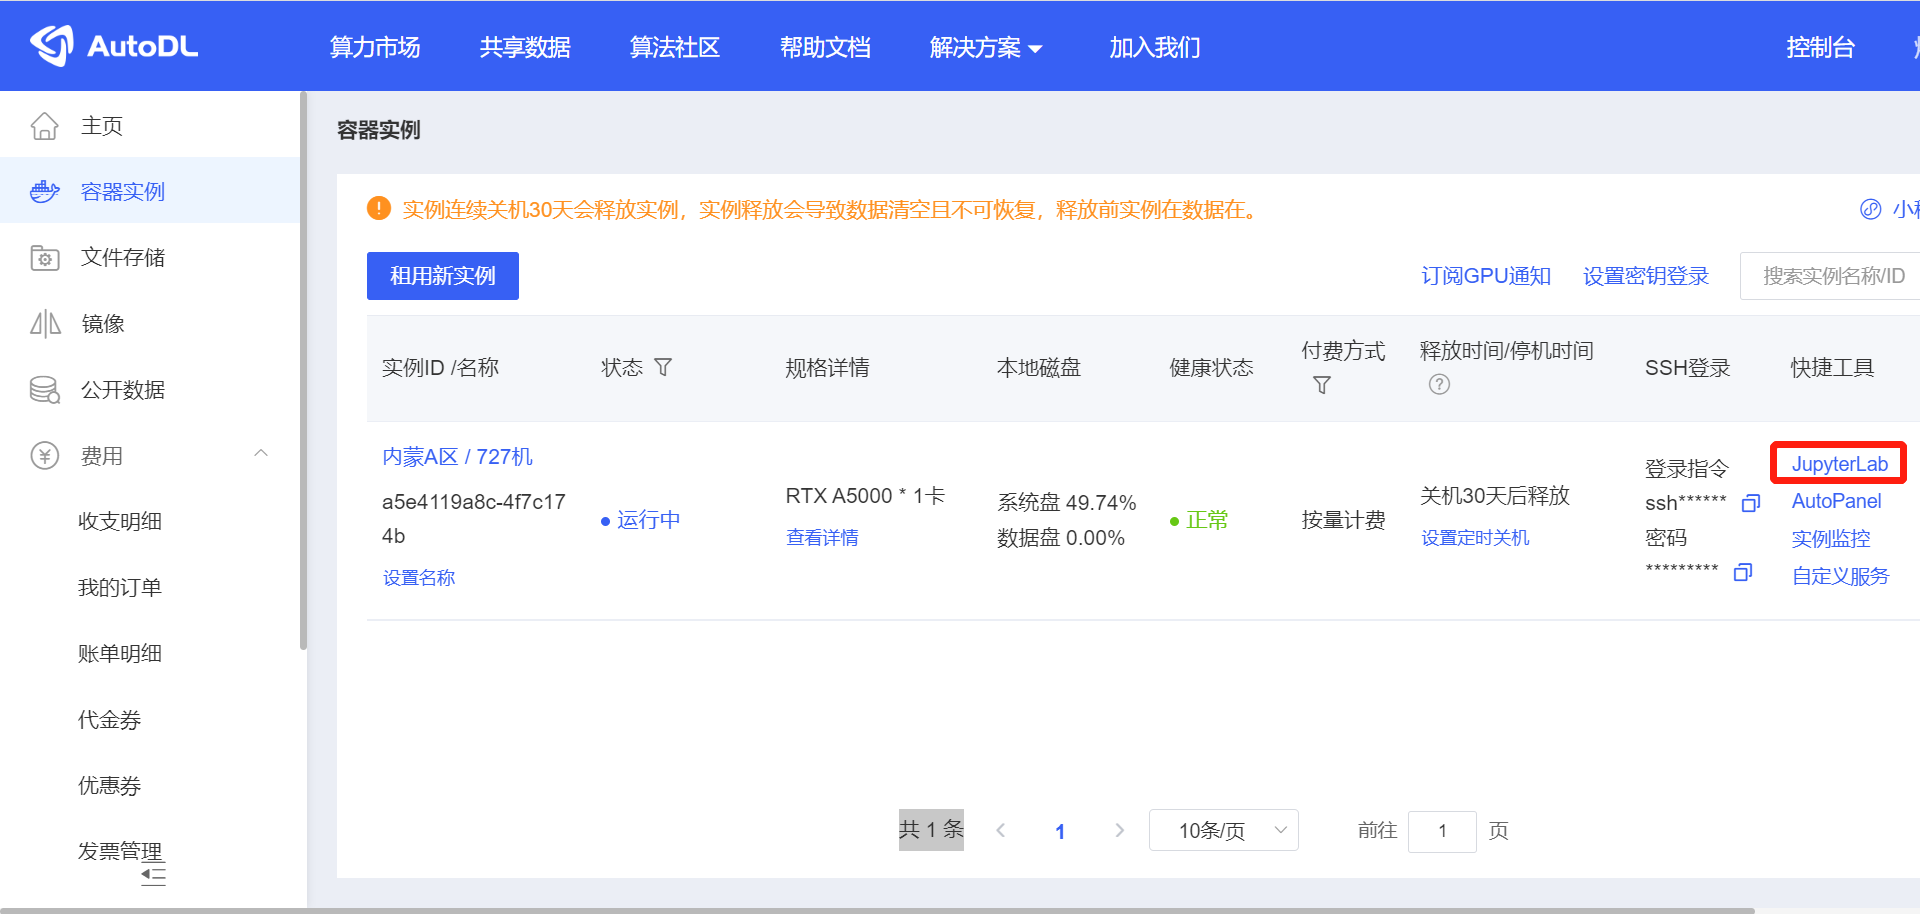 AutoDL
算力市场
共享数据
算法社区
帮助文档
解决方案
加入我们
控制台
主页
容器实例
文件存储
镜像
公开数据
费用
收支明细
我的订单
账单明细
代金券
优惠券
发票管理
容器实例
实例连续关机30天会释放实例，实例释放会导致数据清空且不可恢复，释放前实例在数据在。
小
租用新实例
订阅GPU通知
设置密钥登录
搜索实例名称/ID
实例ID /名称
状态
规格详情
本地磁盘
健康状态
付费方式
释放时间/停机时间
SSH登录
快捷工具
内蒙A区 / 727机
a5e4119a8c-4f7c17
4b
设置名称
运行中
RTX A5000 * 1卡
查看详情
系统盘 49.74%
数据盘 0.00%
正常
按量计费
关机30天后释放
设置定时关机
登录指令
ssh******
密码
*********
JupyterLab
AutoPanel
实例监控
自定义服务
共 1 条
1
10条/页
前往
1
页